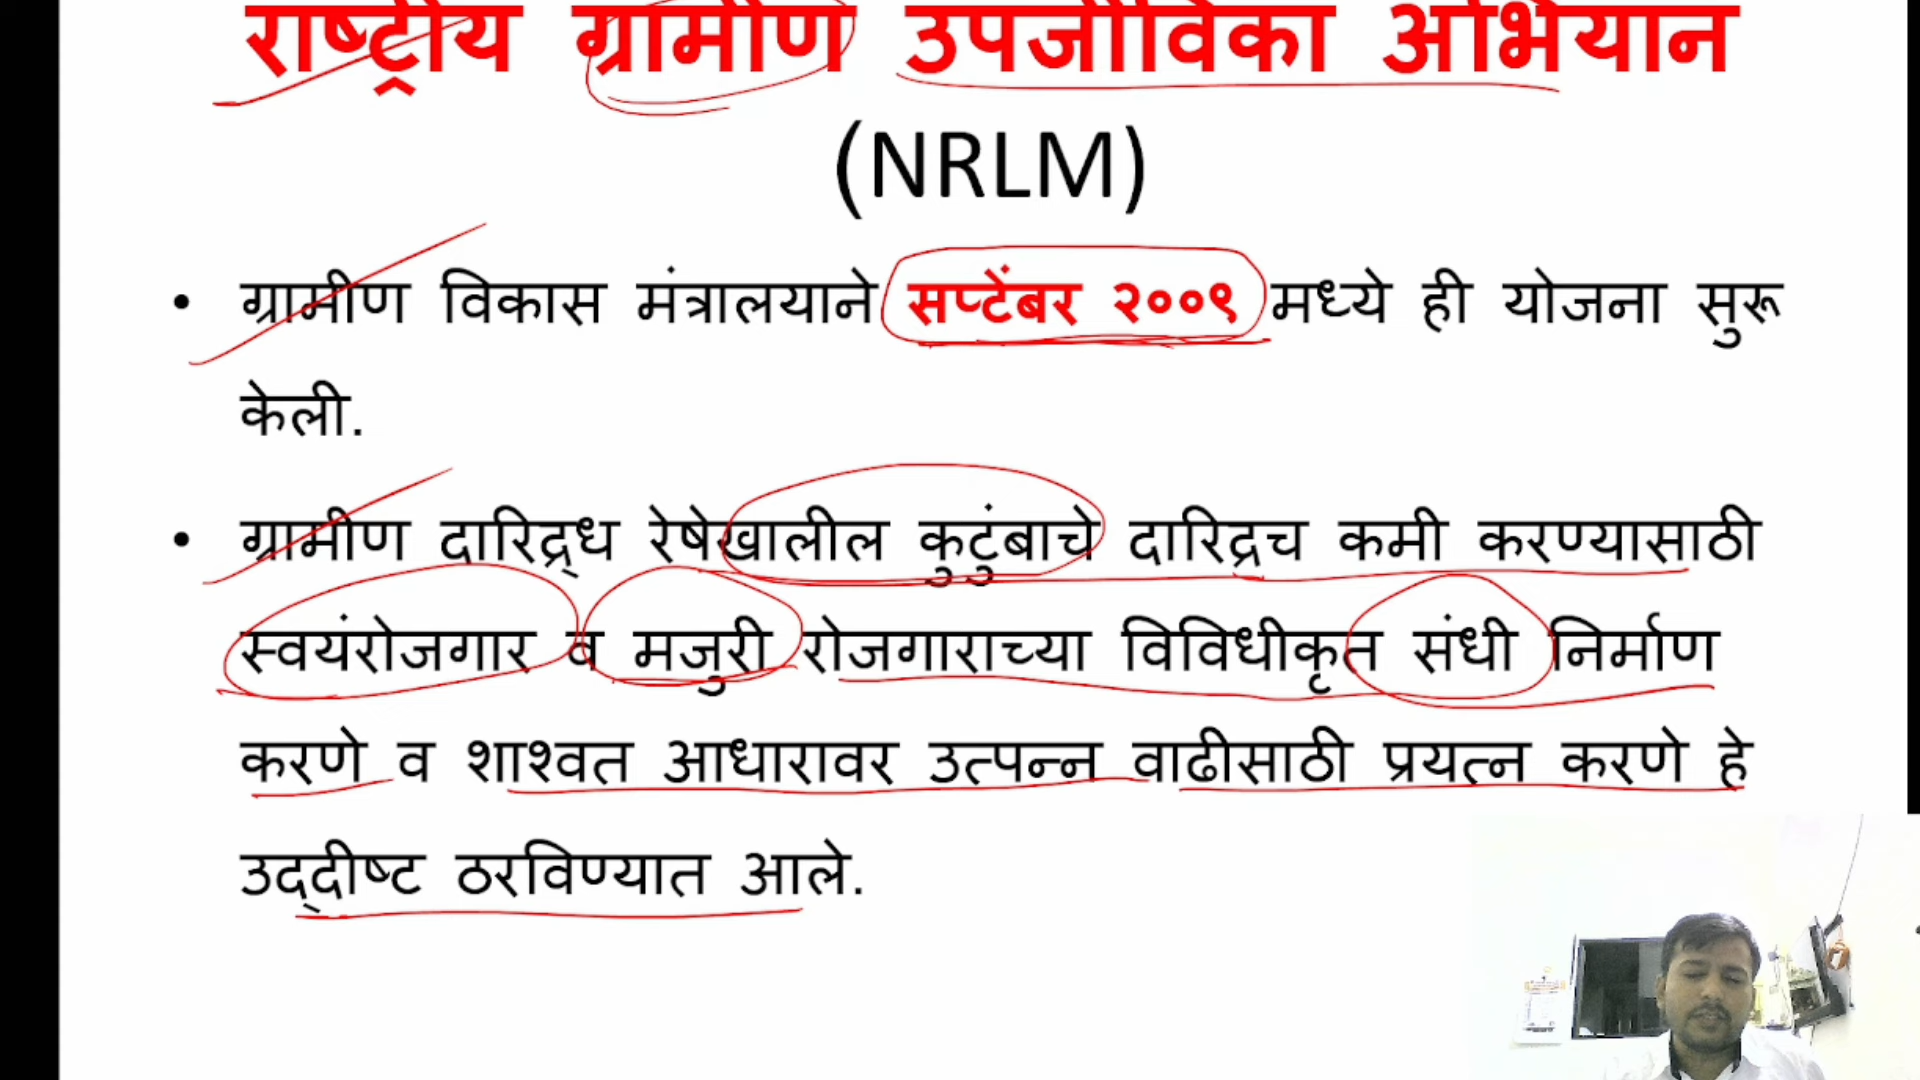 राष्ट्रीय ग्रामीण उपजीविका अभियान
(NRLM)
• ग्रामीण विकास मंत्रालयाने सप्टेंबर २००९ मध्ये ही योजना सुरू
केली.
• ग्रामीण दारिद्र्ध रेषेखालील कुटुंबाचे दारिद्रच कमी करण्यासाठी
स्वयंरोजगार व मजुरी रोजगाराच्या विविधीकृत संधी निर्माण
करणे व शाश्वत आधारावर उत्पन्न वाढीसाठी प्रयत्न करणे हे
उद्दीष्ट ठरविण्यात आले.